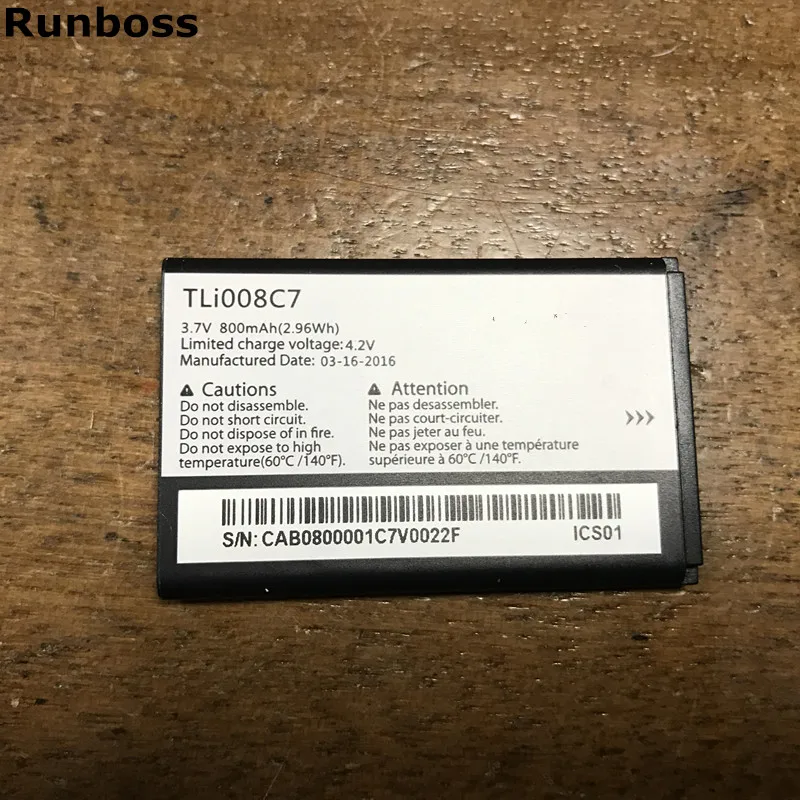 Runboss
TLi008C7
3.7V 800mAh(2.96Wh)
Limited charge voltage:4.2V
Manufactured Date: 03-16-2016
Cautions
Do not disassemble.
Do not short circuit.
Do not dispose of in fire.
Do not expose to high
temperature(60°C /140°F).
Attention
Ne pas desassembler.
Ne pas court-circuiter.
Ne pas jeter au feu.
Ne pas exposer à une température
supérieure à 60°C /140°F.
S/N: CAB0800001C7V0022F
ICS01